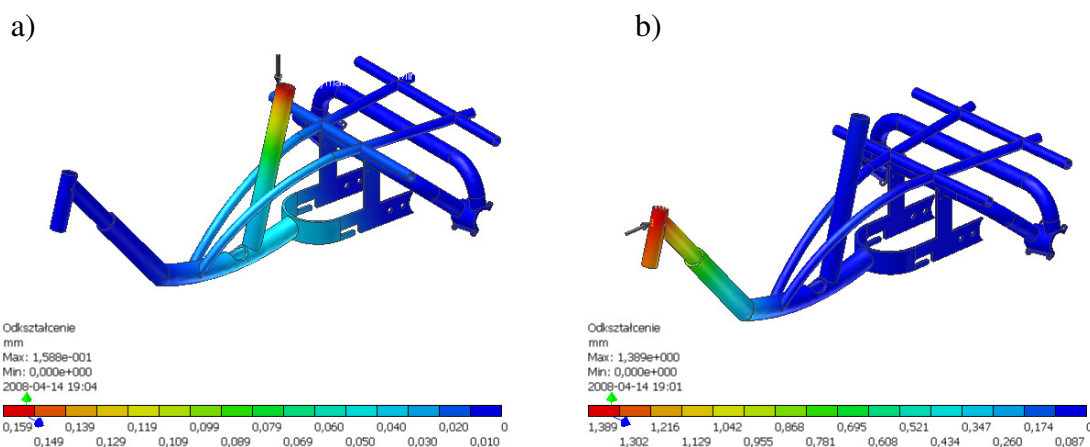 a)
b)
Odkształcenie
mm
Max: 1,588e-001
Min: 0,000e+000
2008-04-14 19:04
0,159 0,139 0,119 0,099 0,079 0,060 0,040 0,020 0
0,149 0,129 0,109 0,089 0,069 0,050 0,030 0,010
Odkształcenie
mm
Max: 1,389e+000
Min: 0,000e+000
2008-04-14 19:01
1,389 1,216 1,042 0,868 0,695 0,521 0,347 0,174 0
1,302 1,129 0,955 0,781 0,608 0,434 0,260